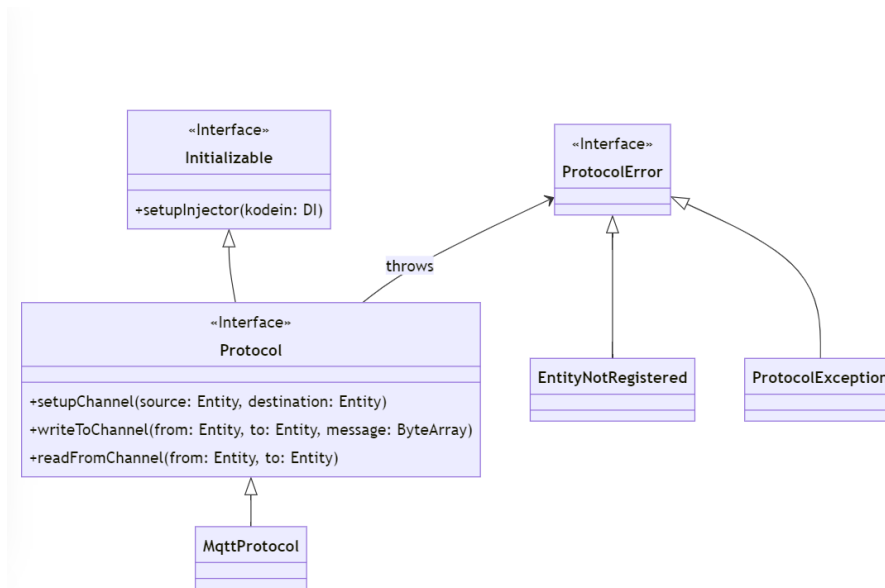 «Interface»
Initializable
+setupInjector(kodein: DI)
«Interface»
ProtocolError
throws
«Interface»
Protocol
+setupChannel(source: Entity, destination: Entity)
+writeToChannel(from: Entity, to: Entity, message: ByteArray)
+readFromChannel(from: Entity, to: Entity)
EntityNotRegistered
ProtocolException
MqttProtocol